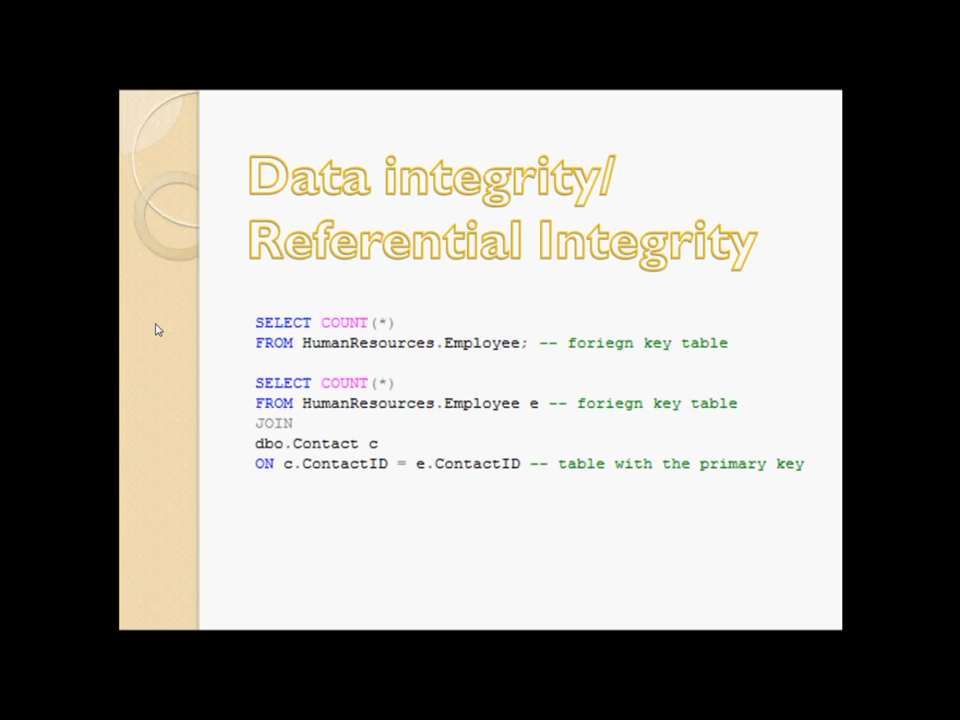 Data integrity/
Referential Integrity
SELECT COUNT(*)
FROM HumanResources.Employee; -- foriegn key table
SELECT COUNT(*)
FROM HumanResources.Employee e -- foriegn key table
JOIN
dbo.Contact c
ON c.ContactID = e.ContactID -- table with the primary key